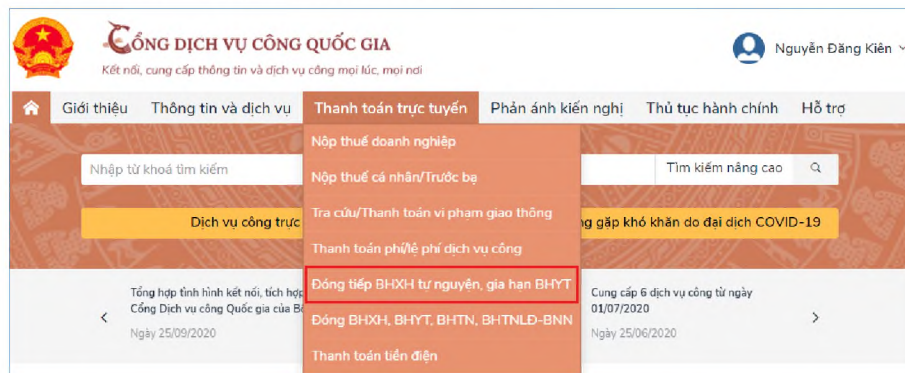 CỔNG DỊCH VỤ CÔNG QUỐC GIA
Kết nối, cung cấp thông tin và dịch vụ công mọi lúc, mọi nơi
Nguyễn Đăng Kiên
Giới thiệu Thông tin và dịch vụ Thanh toán trực tuyến Phản ánh kiến nghị Thủ tục hành chính Hỗ trợ
Nộp thuế doanh nghiệp
Nhập từ khoá tìm kiếm
Tìm kiếm nâng cao
Nộp thuế cá nhân/Trước bạ
Tra cứu/Thanh toán vi phạm giao thông
Dịch vụ công trực
ng gặp khó khăn do đại dịch COVID-19
Thanh toán phí/lệ phí dịch vụ công
Đóng tiếp BHXH tự nguyện, gia hạn BHYT
Đóng BHXH, BHYT, BHTN, BHTNLĐ-BNN
Thanh toán tiền điện
Tổng hợp tình hình kết nối, tích hợp
Cổng Dịch vụ công Quốc gia của B
Ngày 25/09/2020
Cung cấp 6 dịch vụ công từ ngày
01/07/2020
Ngày 25/06/2020